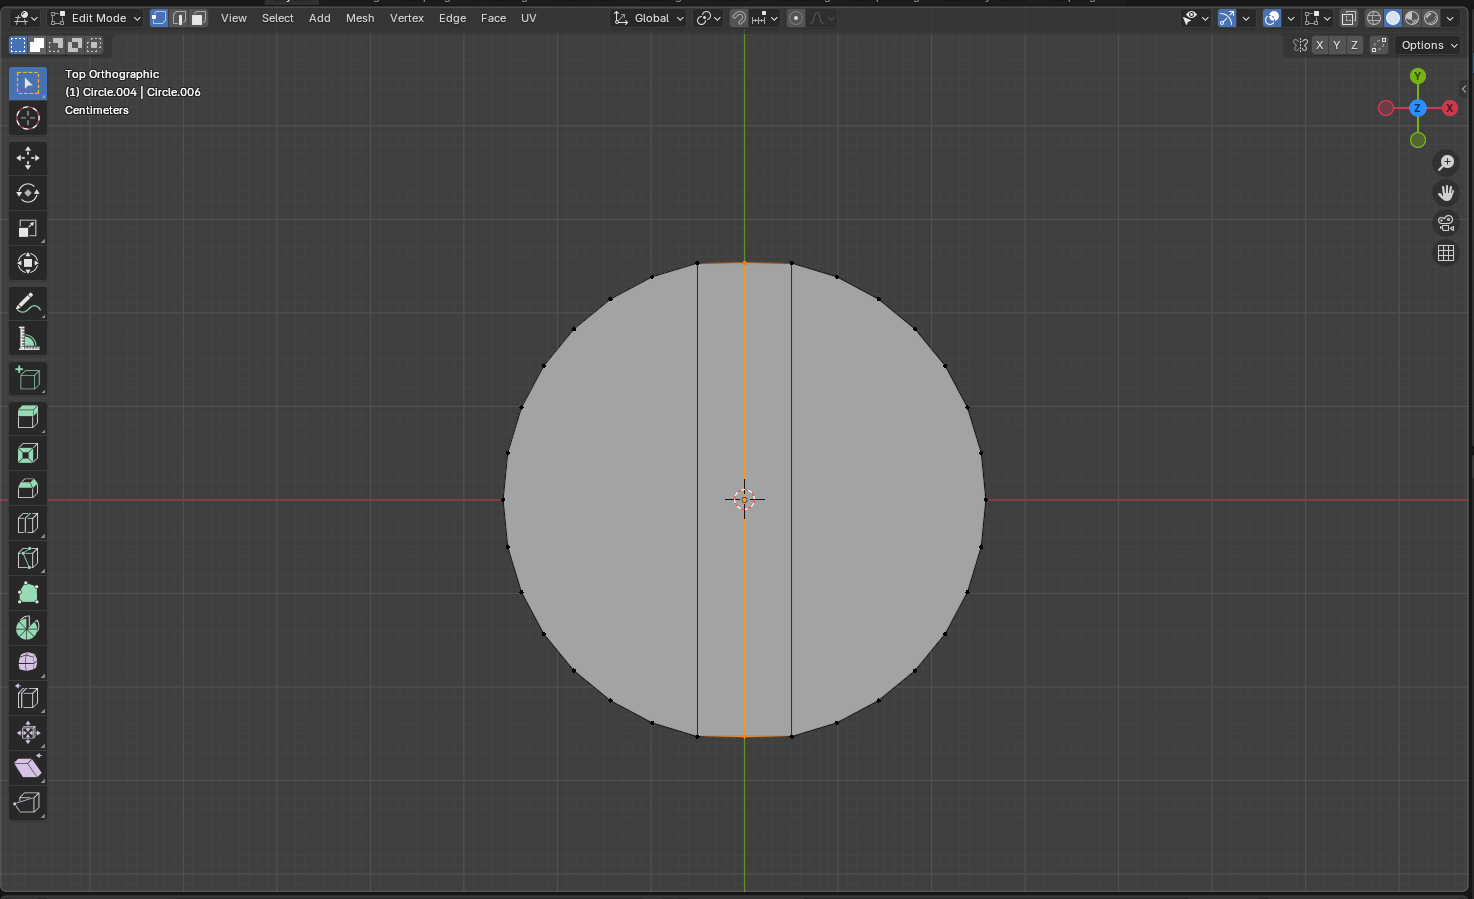 Edit Mode View Select Add Mesh Vertex Edge Face UV Global
X Y Z Options
Top Orthographic
(1) Circle.004 | Circle.006
Centimeters
Y
Z X